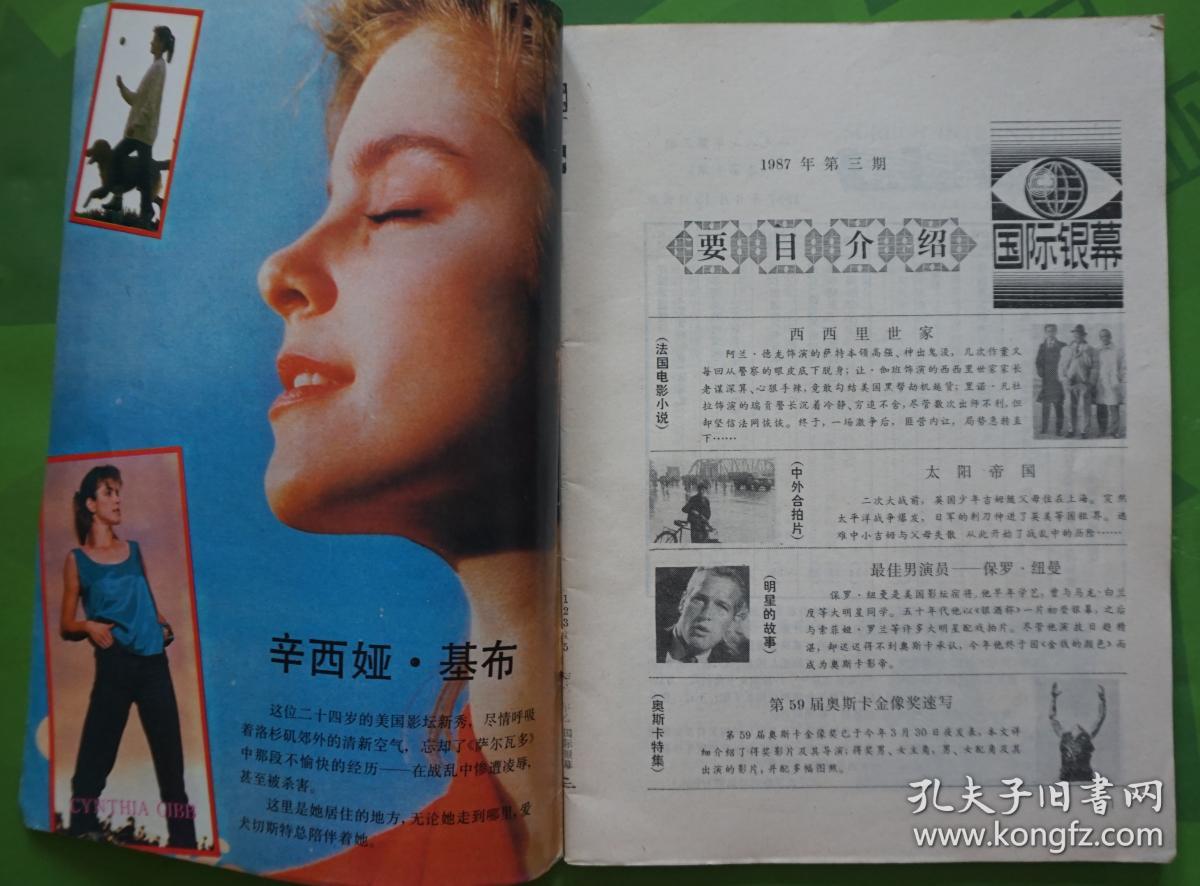 辛西娅·基布
这位二十四岁的美国影坛新秀，尽情呼吸
着洛杉矶郊外的清新空气，忘却了《萨尔瓦多》
中那段不愉快的经历——在战乱中惨遭凌辱，
甚至被杀害。
这里是她居住的地方，无论她走到哪里，爱
犬切斯特总陪伴着她。
CYNTHIA GIBB
1987年第三期
国际银幕
要目介绍
(法国电影小说)
西西里世家
阿兰·德龙饰演的萨特本领高强、神出鬼没，几次作案又
每回从警察的眼皮底下脱身；让·伽班饰演的西西里世家家长
老谋深算、心狠手辣，竟敢勾结美国黑帮劫机越货；里诺·凡杜
拉饰演的瑞贡警长沉着冷静、穷追不舍，尽管数次出师不利，但
却坚信法网恢恢。终于，一场激争后，匪营内讧，局势急转直
下……
(中外合拍片)
太阳帝国
二次大战前，英国少年吉姆随父母住在上海。突然
太平洋战争爆发，日军的刺刀伸进了英美等国租界。逃
难中小吉姆与父母失散，从此开始了战乱中的历险……
(明星的故事)
最佳男演员——保罗·纽曼
保罗·纽曼是美国影坛宿将，他早年学艺，曾与马龙·白兰
度等大明星同学。五十年代他以《银酒杯》一片初登银幕，之后
与索菲娅·罗兰等许多大明星配戏拍片。尽管他演技日趋精
湛，却迟迟得不到奥斯卡承认，今年他终于因《金钱的颜色》而
成为奥斯卡影帝。
(奥斯卡特集)
第59届奥斯卡金像奖速写
第59届奥斯卡金像奖已于今年3月30日夜发表，本文详
细介绍了得奖影片及其导演；得奖男、女主角，男、女配角及其
出演的影片，并配多幅图照。
孔夫子旧书网
www.kongfz.com